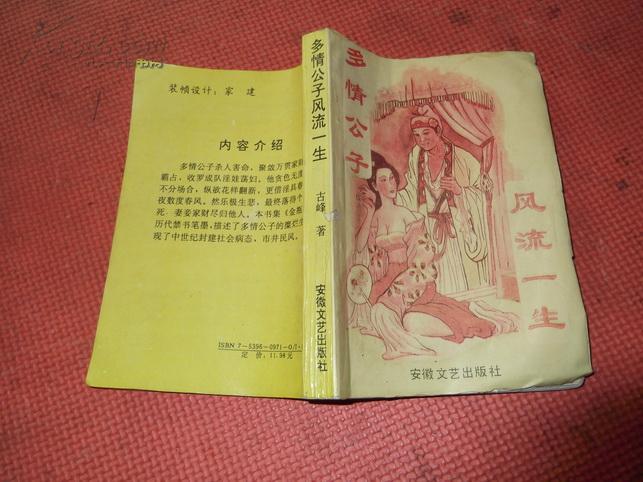 装帧设计：家 建
内容介绍
多情公子杀人害命，聚敛万贯家财
霸占，收罗成队淫娃荡妇。他贪色无度
不分场合，纵欲花样翻新，更借淫具春
夜数度春风。然乐极生悲，最终落得个
死，妻妾家财尽归他人。本书集《金瓶
历代禁书笔墨，描述了多情公子的糜烂生
现了中世纪封建社会病态，市井民风。
ISBN 7-5396-0971-0/I·
定 价：11.98元
多情公子风流一生
古峰 著
安徽文艺出版社
多情公子
风流一生
安徽文艺出版社